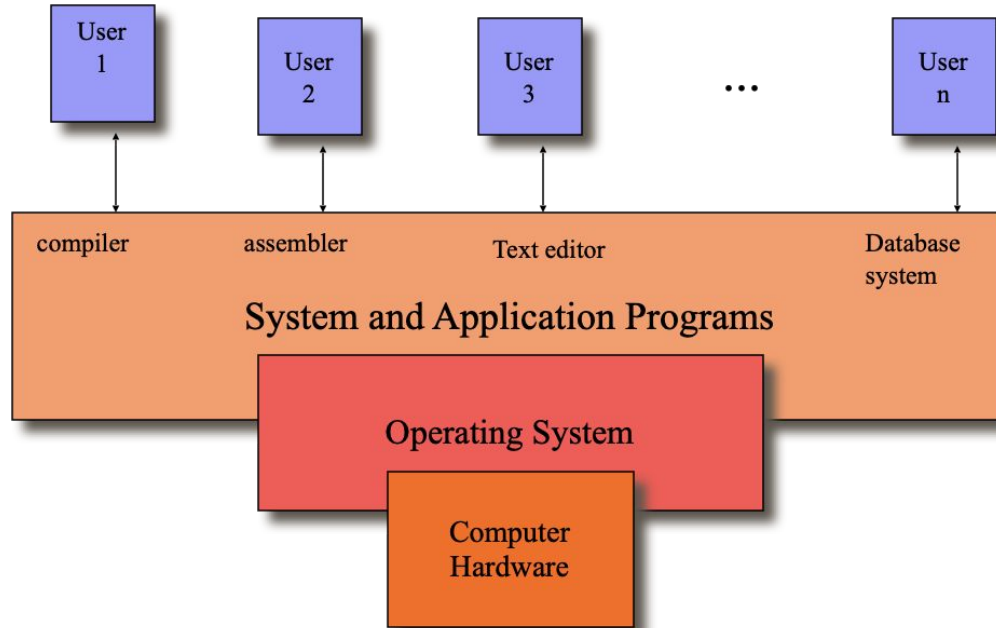 User
1
User
2
User
3
...
User
n
compiler
assembler
Text editor
Database
system
System and Application Programs
Operating System
Computer
Hardware